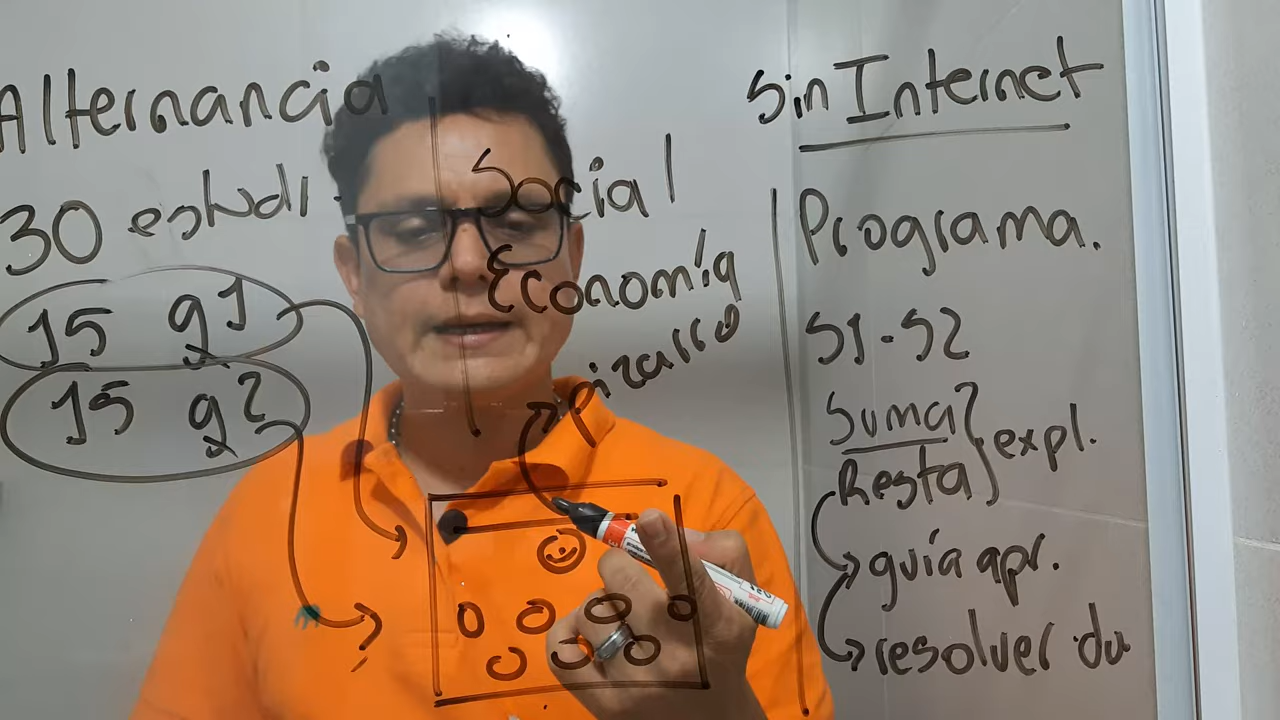 Alternancia
30 estudi.
15 g1
15 g2
Social
Economía
pizarra
Sin Internet
Programa.
S1-S2
Suma
Resta
expl.
guía apr.
resolver du